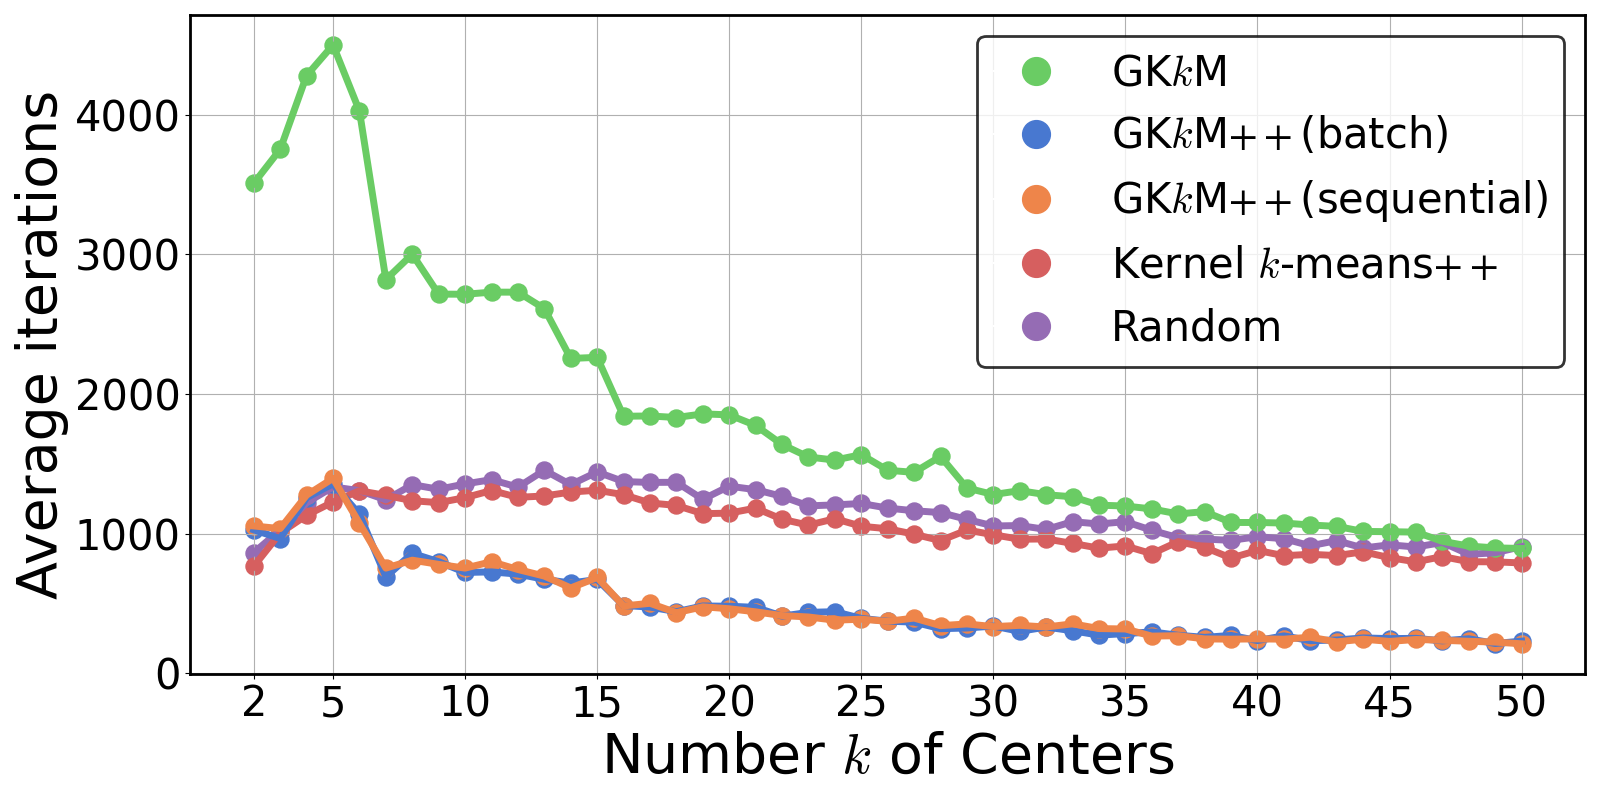 Average iterations
4000
3000
2000
1000
0
GKkM
GKkM++(batch)
GKkM++(sequential)
Kernel k-means++
Random
2 5 10 15 20 25 30 35 40 45 50
Number k of Centers